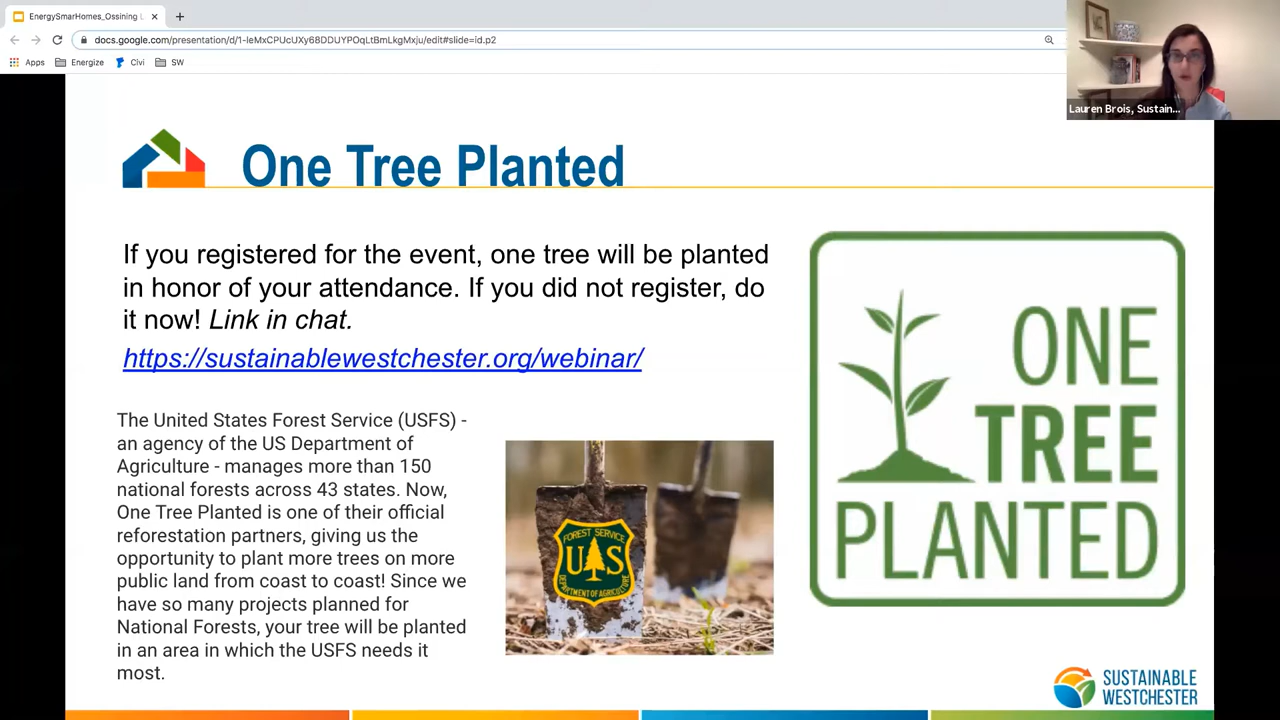 EnergySmarHomes_Ossining L
docs.google.com/presentation/d/1-IeMxCPUcUXy68DDUYPOqLtBmLkgMxju/edit#slide=id.p2
Apps Energize Civi SW
Lauren Brois, Sustain...
One Tree Planted
If you registered for the event, one tree will be planted
in honor of your attendance. If you did not register, do
it now! Link in chat.
https://sustainablewestchester.org/webinar/
The United States Forest Service (USFS) -
an agency of the US Department of
Agriculture - manages more than 150
national forests across 43 states. Now,
One Tree Planted is one of their official
reforestation partners, giving us the
opportunity to plant more trees on more
public land from coast to coast! Since we
have so many projects planned for
National Forests, your tree will be planted
in an area in which the USFS needs it
most.
FOREST SERVICE
US
DEPARTMENT OF AGRICULTURE
ONE
TREE
PLANTED
SUSTAINABLE
WESTCHESTER